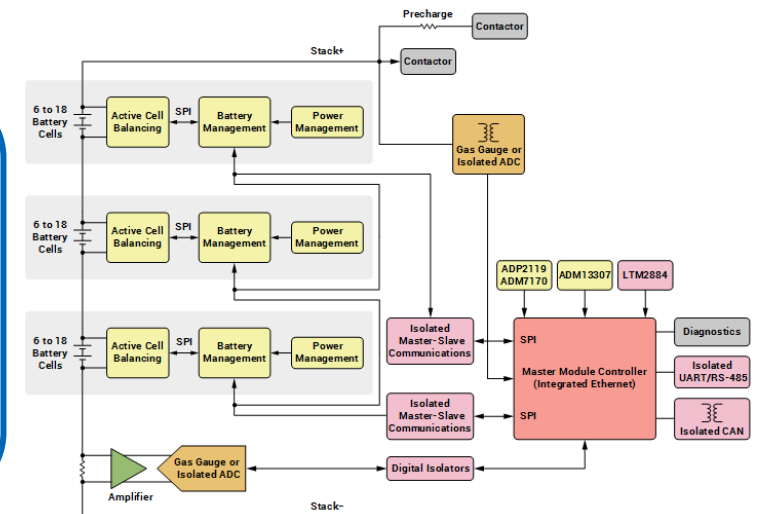 Precharge
Contactor
Stack+
Contactor
6 to 18
Battery
Cells
Active Cell
Balancing
SPI
Battery
Management
Power
Management
Gas Gauge or
Isolated ADC
6 to 18
Battery
Cells
Active Cell
Balancing
SPI
Battery
Management
Power
Management
ADP2119
ADM7170
ADM13307
LTM2884
6 to 18
Battery
Cells
Active Cell
Balancing
SPI
Battery
Management
Power
Management
Isolated
Master-Slave
Communications
SPI
Master Module Controller
(Integrated Ethernet)
Diagnostics
Isolated
UART/RS-485
Isolated
Master-Slave
Communications
SPI
Isolated CAN
Amplifier
Gas Gauge or
Isolated ADC
Digital Isolators
Stack–